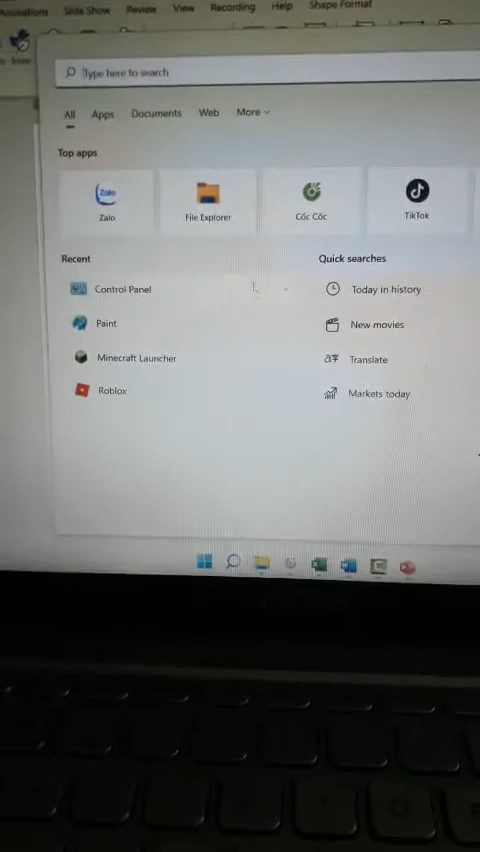 Animations Slide Show Review View Recording Help Shape Format
Type here to search
All Apps Documents Web More
Top apps
Zalo
Zalo File Explorer Cốc Cốc TikTok
Recent Quick searches
Control Panel Today in history
Paint New movies
Minecraft Launcher Translate
Roblox Markets today